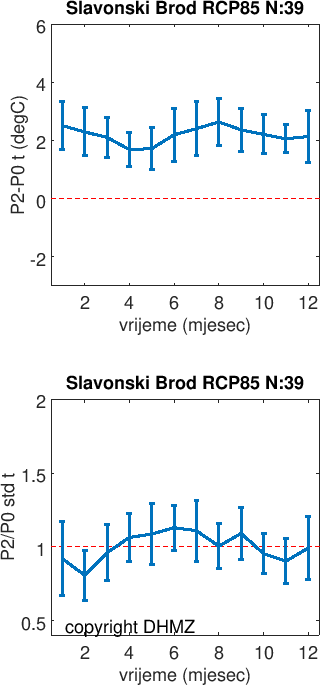 Slavonski Brod RCP85 N:39
6
4
2
0
-2
P2-P0 t (degC)
2 4 6 8 10 12
vrijeme (mjesec)
Slavonski Brod RCP85 N:39
2
1.5
1
0.5
P2/P0 std t
copyright DHMZ
2 4 6 8 10 12
vrijeme (mjesec)